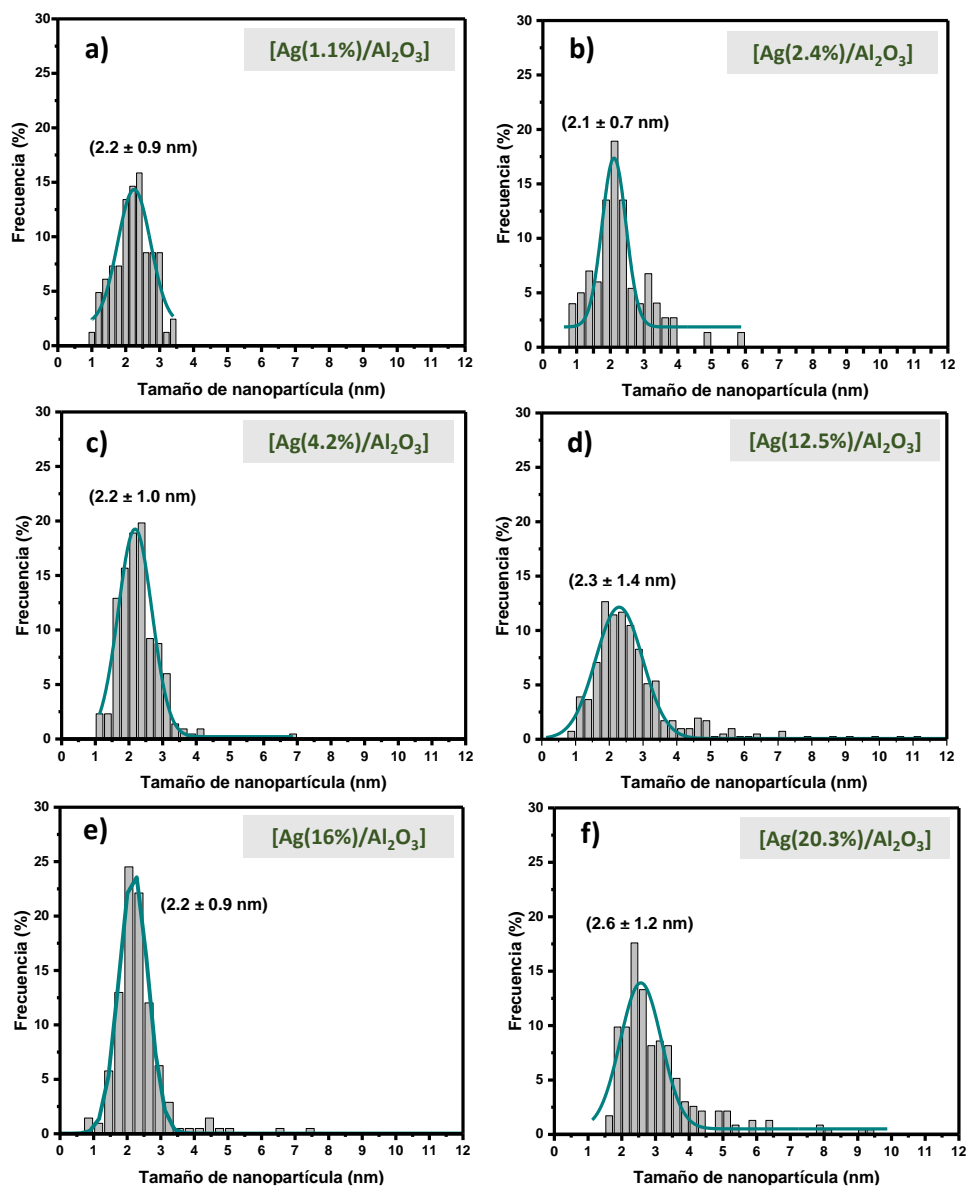 a)
[Ag(1.1%)/Al₂O₃]
(2.2 ± 0.9 nm)
Frecuencia (%)
30
25
20
15
10
5
0
0 1 2 3 4 5 6 7 8 9 10 11 12
Tamaño de nanopartícula (nm)
b)
[Ag(2.4%)/Al₂O₃]
(2.1 ± 0.7 nm)
Frecuencia (%)
30
25
20
15
10
5
0
0 1 2 3 4 5 6 7 8 9 10 11 12
Tamaño de nanopartícula (nm)
c)
[Ag(4.2%)/Al₂O₃]
(2.2 ± 1.0 nm)
Frecuencia (%)
30
25
20
15
10
5
0
0 1 2 3 4 5 6 7 8 9 10 11 12
Tamaño de nanopartícula (nm)
d)
[Ag(12.5%)/Al₂O₃]
(2.3 ± 1.4 nm)
Frecuencia (%)
30
25
20
15
10
5
0
0 1 2 3 4 5 6 7 8 9 10 11 12
Tamaño de nanopartícula (nm)
e)
[Ag(16%)/Al₂O₃]
(2.2 ± 0.9 nm)
Frecuencia (%)
30
25
20
15
10
5
0
0 1 2 3 4 5 6 7 8 9 10 11 12
Tamaño de nanopartícula (nm)
f)
[Ag(20.3%)/Al₂O₃]
(2.6 ± 1.2 nm)
Frecuencia (%)
30
25
20
15
10
5
0
0 1 2 3 4 5 6 7 8 9 10 11 12
Tamaño de nanopartícula (nm)